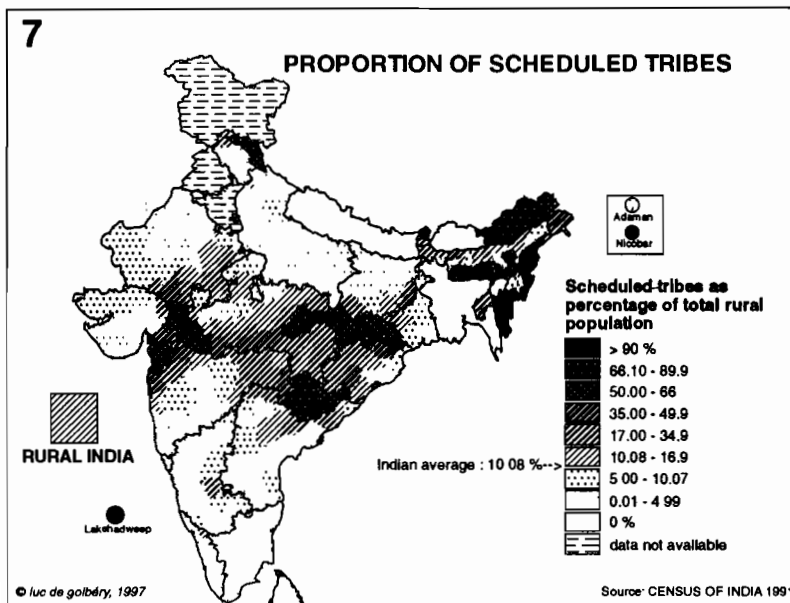 7
PROPORTION OF SCHEDULED TRIBES
Adaman
Nicobar
Scheduled-tribes as
percentage of total rural
population
> 90 %
66.10 - 89.9
50.00 - 66
35.00 - 49.9
17.00 - 34.9
10.08 - 16.9
Indian average : 10 08 %-->
5 00 - 10.07
0.01 - 4 99
0 %
data not available
RURAL INDIA
Lakshadweep
© luc de golbéry, 1997
Source: CENSUS OF INDIA 1991